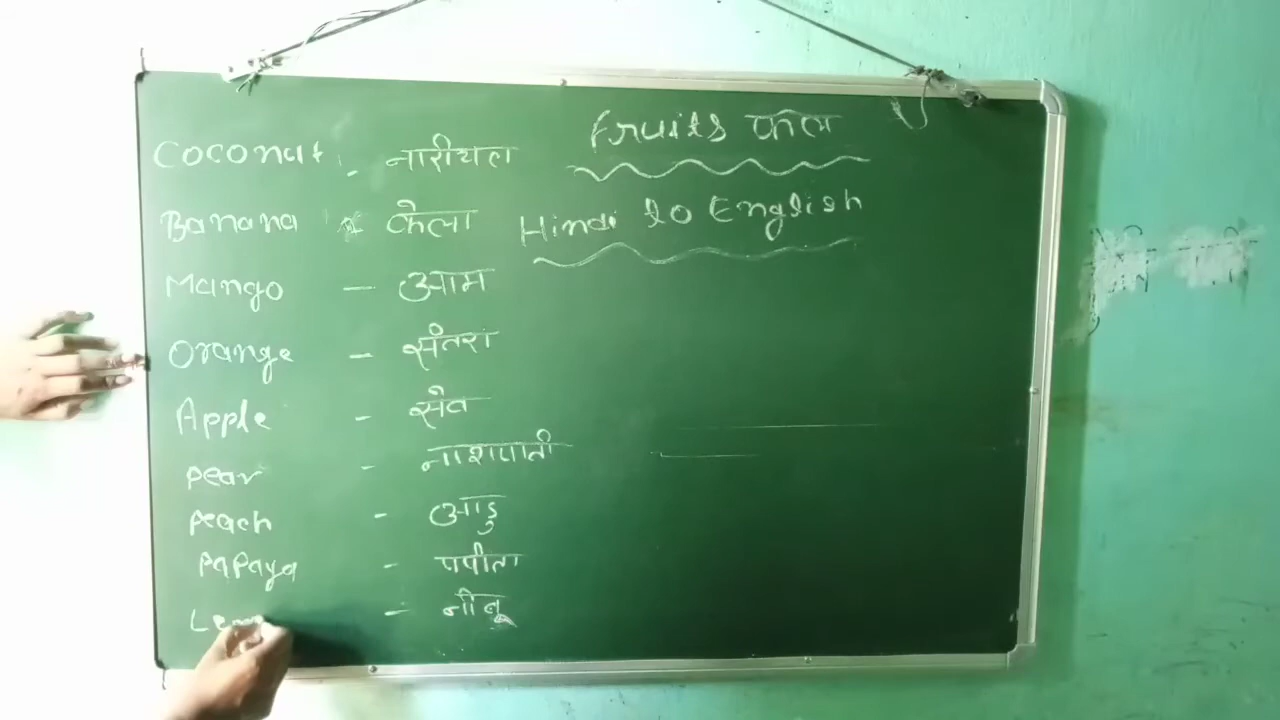 Fruits फल
Hindi to English
Coconut - नारीयल
Banana केला
Mango - आम
Orange - संतरा
Apple - सेव
pear - नाशपाती
peach - आडु
Papaya - पपीता
Lem - नीबू